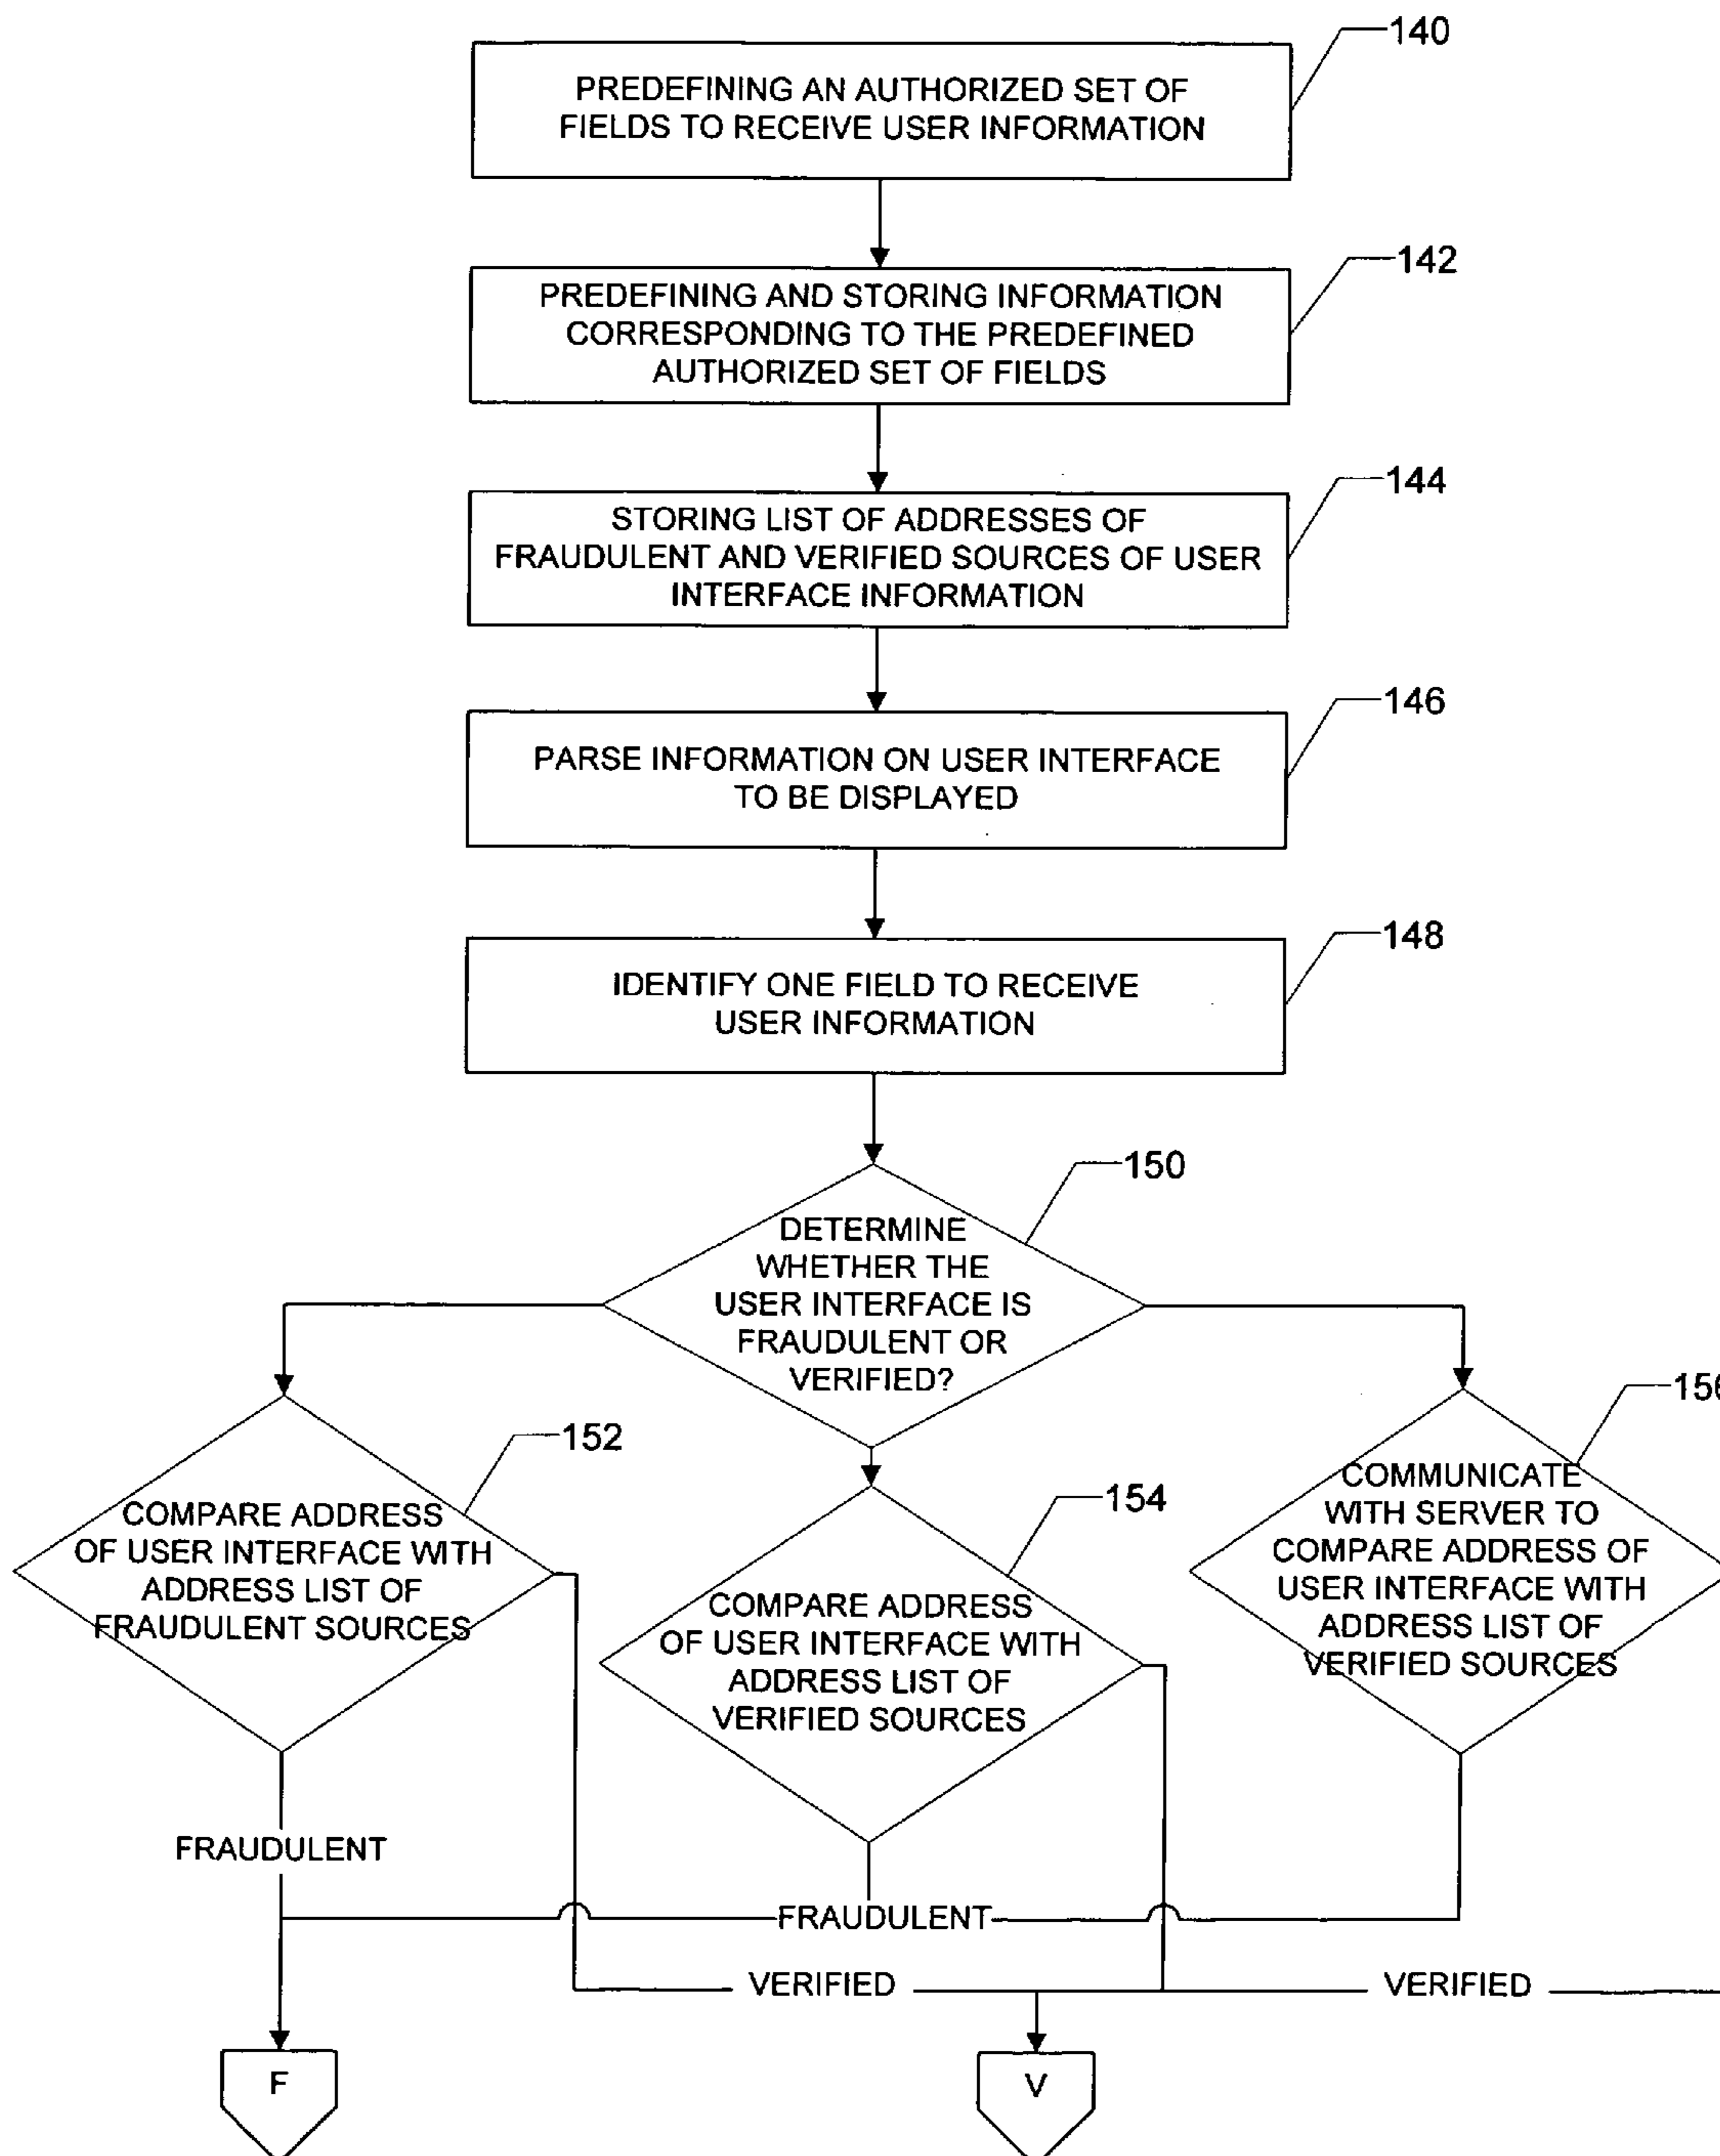 140
PREDEFINING AN AUTHORIZED SET OF
FIELDS TO RECEIVE USER INFORMATION
142
PREDEFINING AND STORING INFORMATION
CORRESPONDING TO THE PREDEFINED
AUTHORIZED SET OF FIELDS
144
STORING LIST OF ADDRESSES OF
FRAUDULENT AND VERIFIED SOURCES OF USER
INTERFACE INFORMATION
146
PARSE INFORMATION ON USER INTERFACE
TO BE DISPLAYED
148
IDENTIFY ONE FIELD TO RECEIVE
USER INFORMATION
150
DETERMINE
WHETHER THE
USER INTERFACE IS
FRAUDULENT OR
VERIFIED?
152
COMPARE ADDRESS
OF USER INTERFACE WITH
ADDRESS LIST OF
FRAUDULENT SOURCES
154
COMPARE ADDRESS
OF USER INTERFACE WITH
ADDRESS LIST OF
VERIFIED SOURCES
156
COMMUNICATE
WITH SERVER TO
COMPARE ADDRESS OF
USER INTERFACE WITH
ADDRESS LIST OF
VERIFIED SOURCES
FRAUDULENT
FRAUDULENT
VERIFIED
VERIFIED
F
V